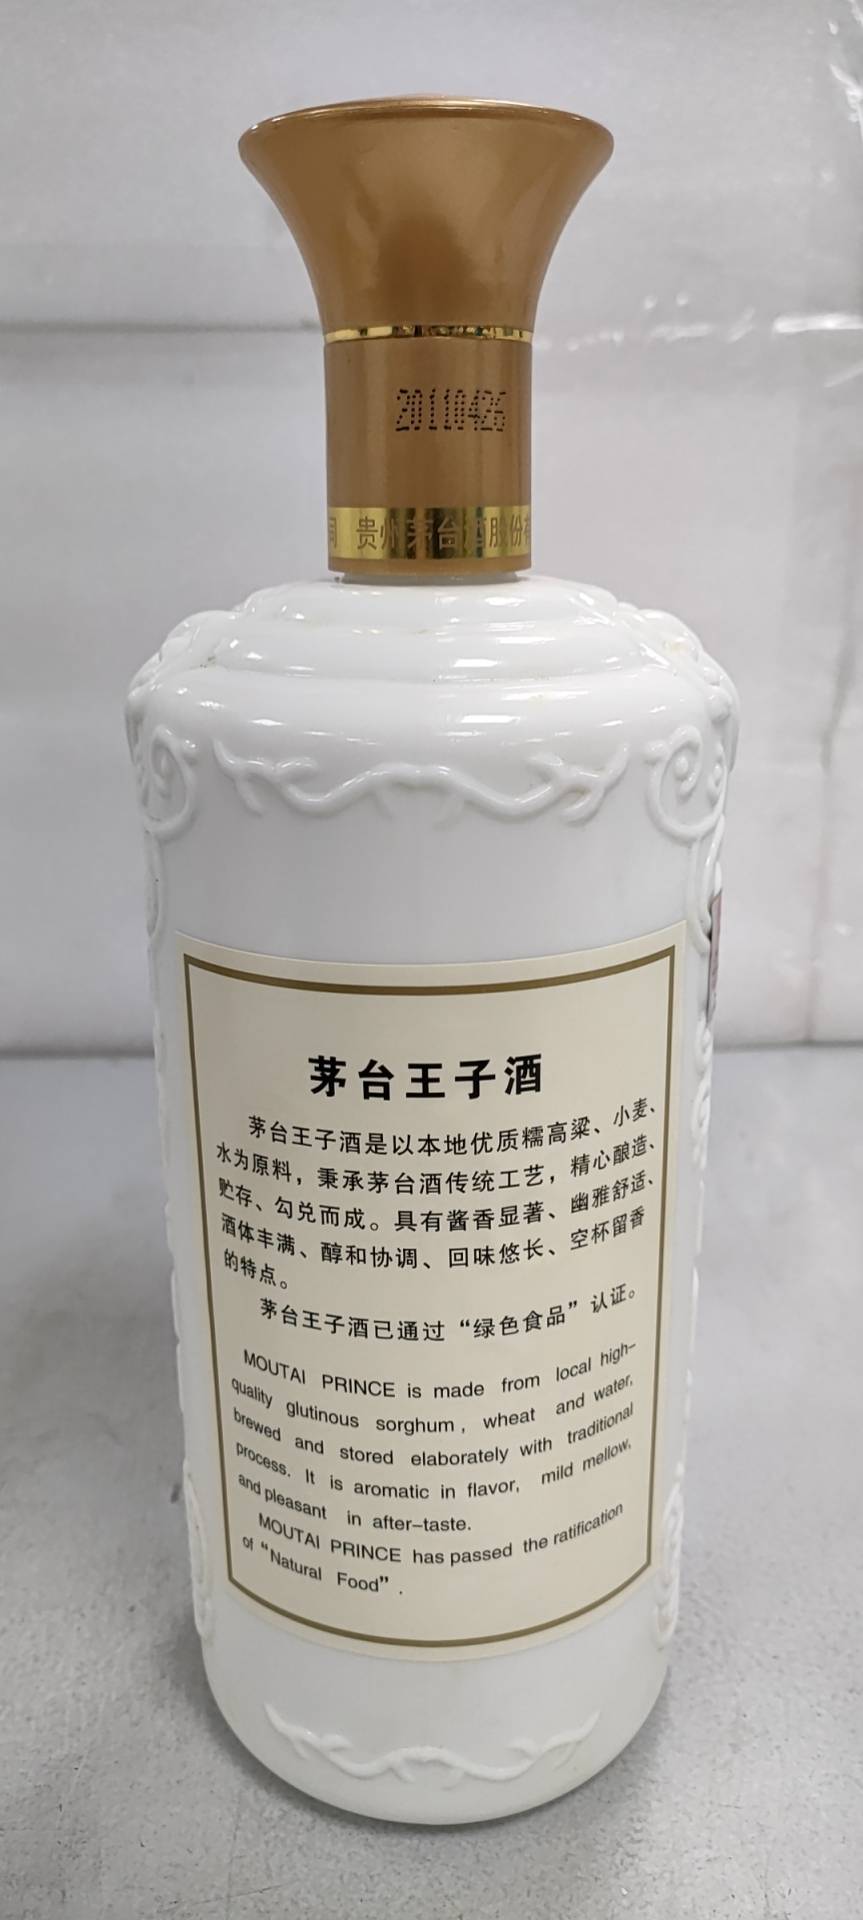 20110426
司 贵州茅台酒股份有
茅台王子酒
茅台王子酒是以本地优质糯高粱、小麦、
水为原料，秉承茅台酒传统工艺，精心酿造、
贮存、勾兑而成。具有酱香显著、幽雅舒适、
酒体丰满、醇和协调、回味悠长、空杯留香
的特点。
茅台王子酒已通过“绿色食品”认证。
MOUTAI PRINCE is made from local high-
quality glutinous sorghum, wheat and water,
brewed and stored elaborately with traditional
process. It is aromatic in flavor, mild mellow,
and pleasant in after-taste.
MOUTAI PRINCE has passed the ratification
of “Natural Food”.